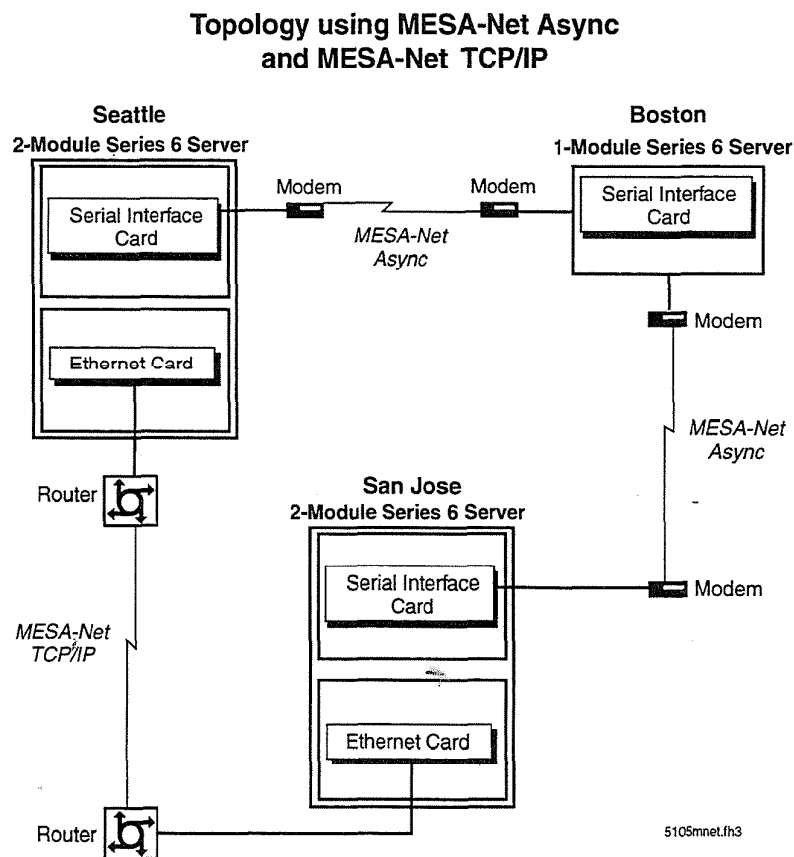 Topology using MESA-Net Async
and MESA-Net TCP/IP
Seattle
2-Module Series 6 Server
Boston
1-Module Series 6 Server
Serial Interface
Card
Modem
Modem
MESA-Net
Async
Serial Interface
Card
Ethernet Card
Modem
MESA-Net
Async
Router
San Jose
2-Module Series 6 Server
Serial Interface
Card
Modem
MESA-Net
TCP/IP
Ethernet Card
Router
5105mnet.fh3